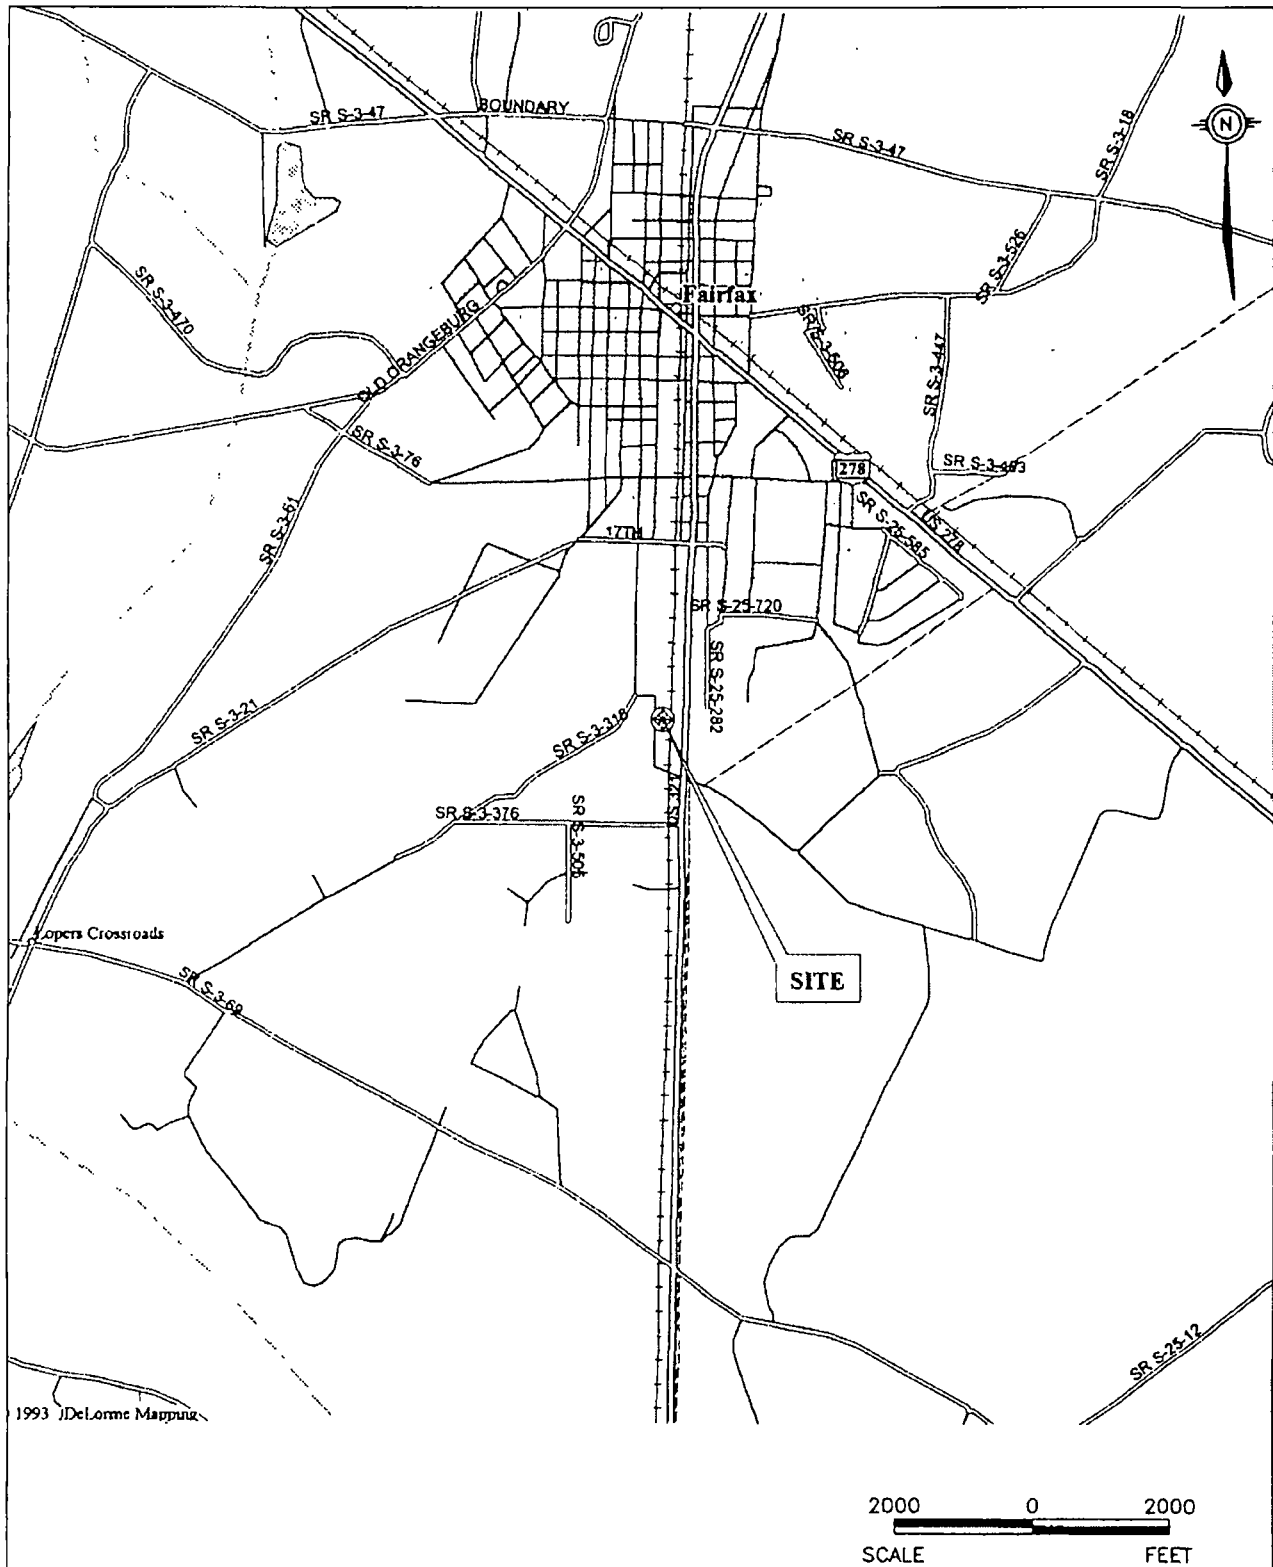 BOUNDARY
SR S-3-47
SR S-3-47
SR S-3-18
N
SR S-3-526
SR S-3-470
Fairfax
OLD ORANGEBURG
SR S-3-508
SR S-3-447
SR S-3-76
278
SR S-3-493
SR S-3-61
US 278
SR S-25-585
17TH
SR S-25-720
SR S-25-282
SR S-3-21
SR S-3-318
US 321
SR S-3-376
SR S-3-506
Lopers Crossroads
SR S-3-69
SITE
SR S-25-12
1993 DeLorme Mapping
2000 0 2000
SCALE FEET